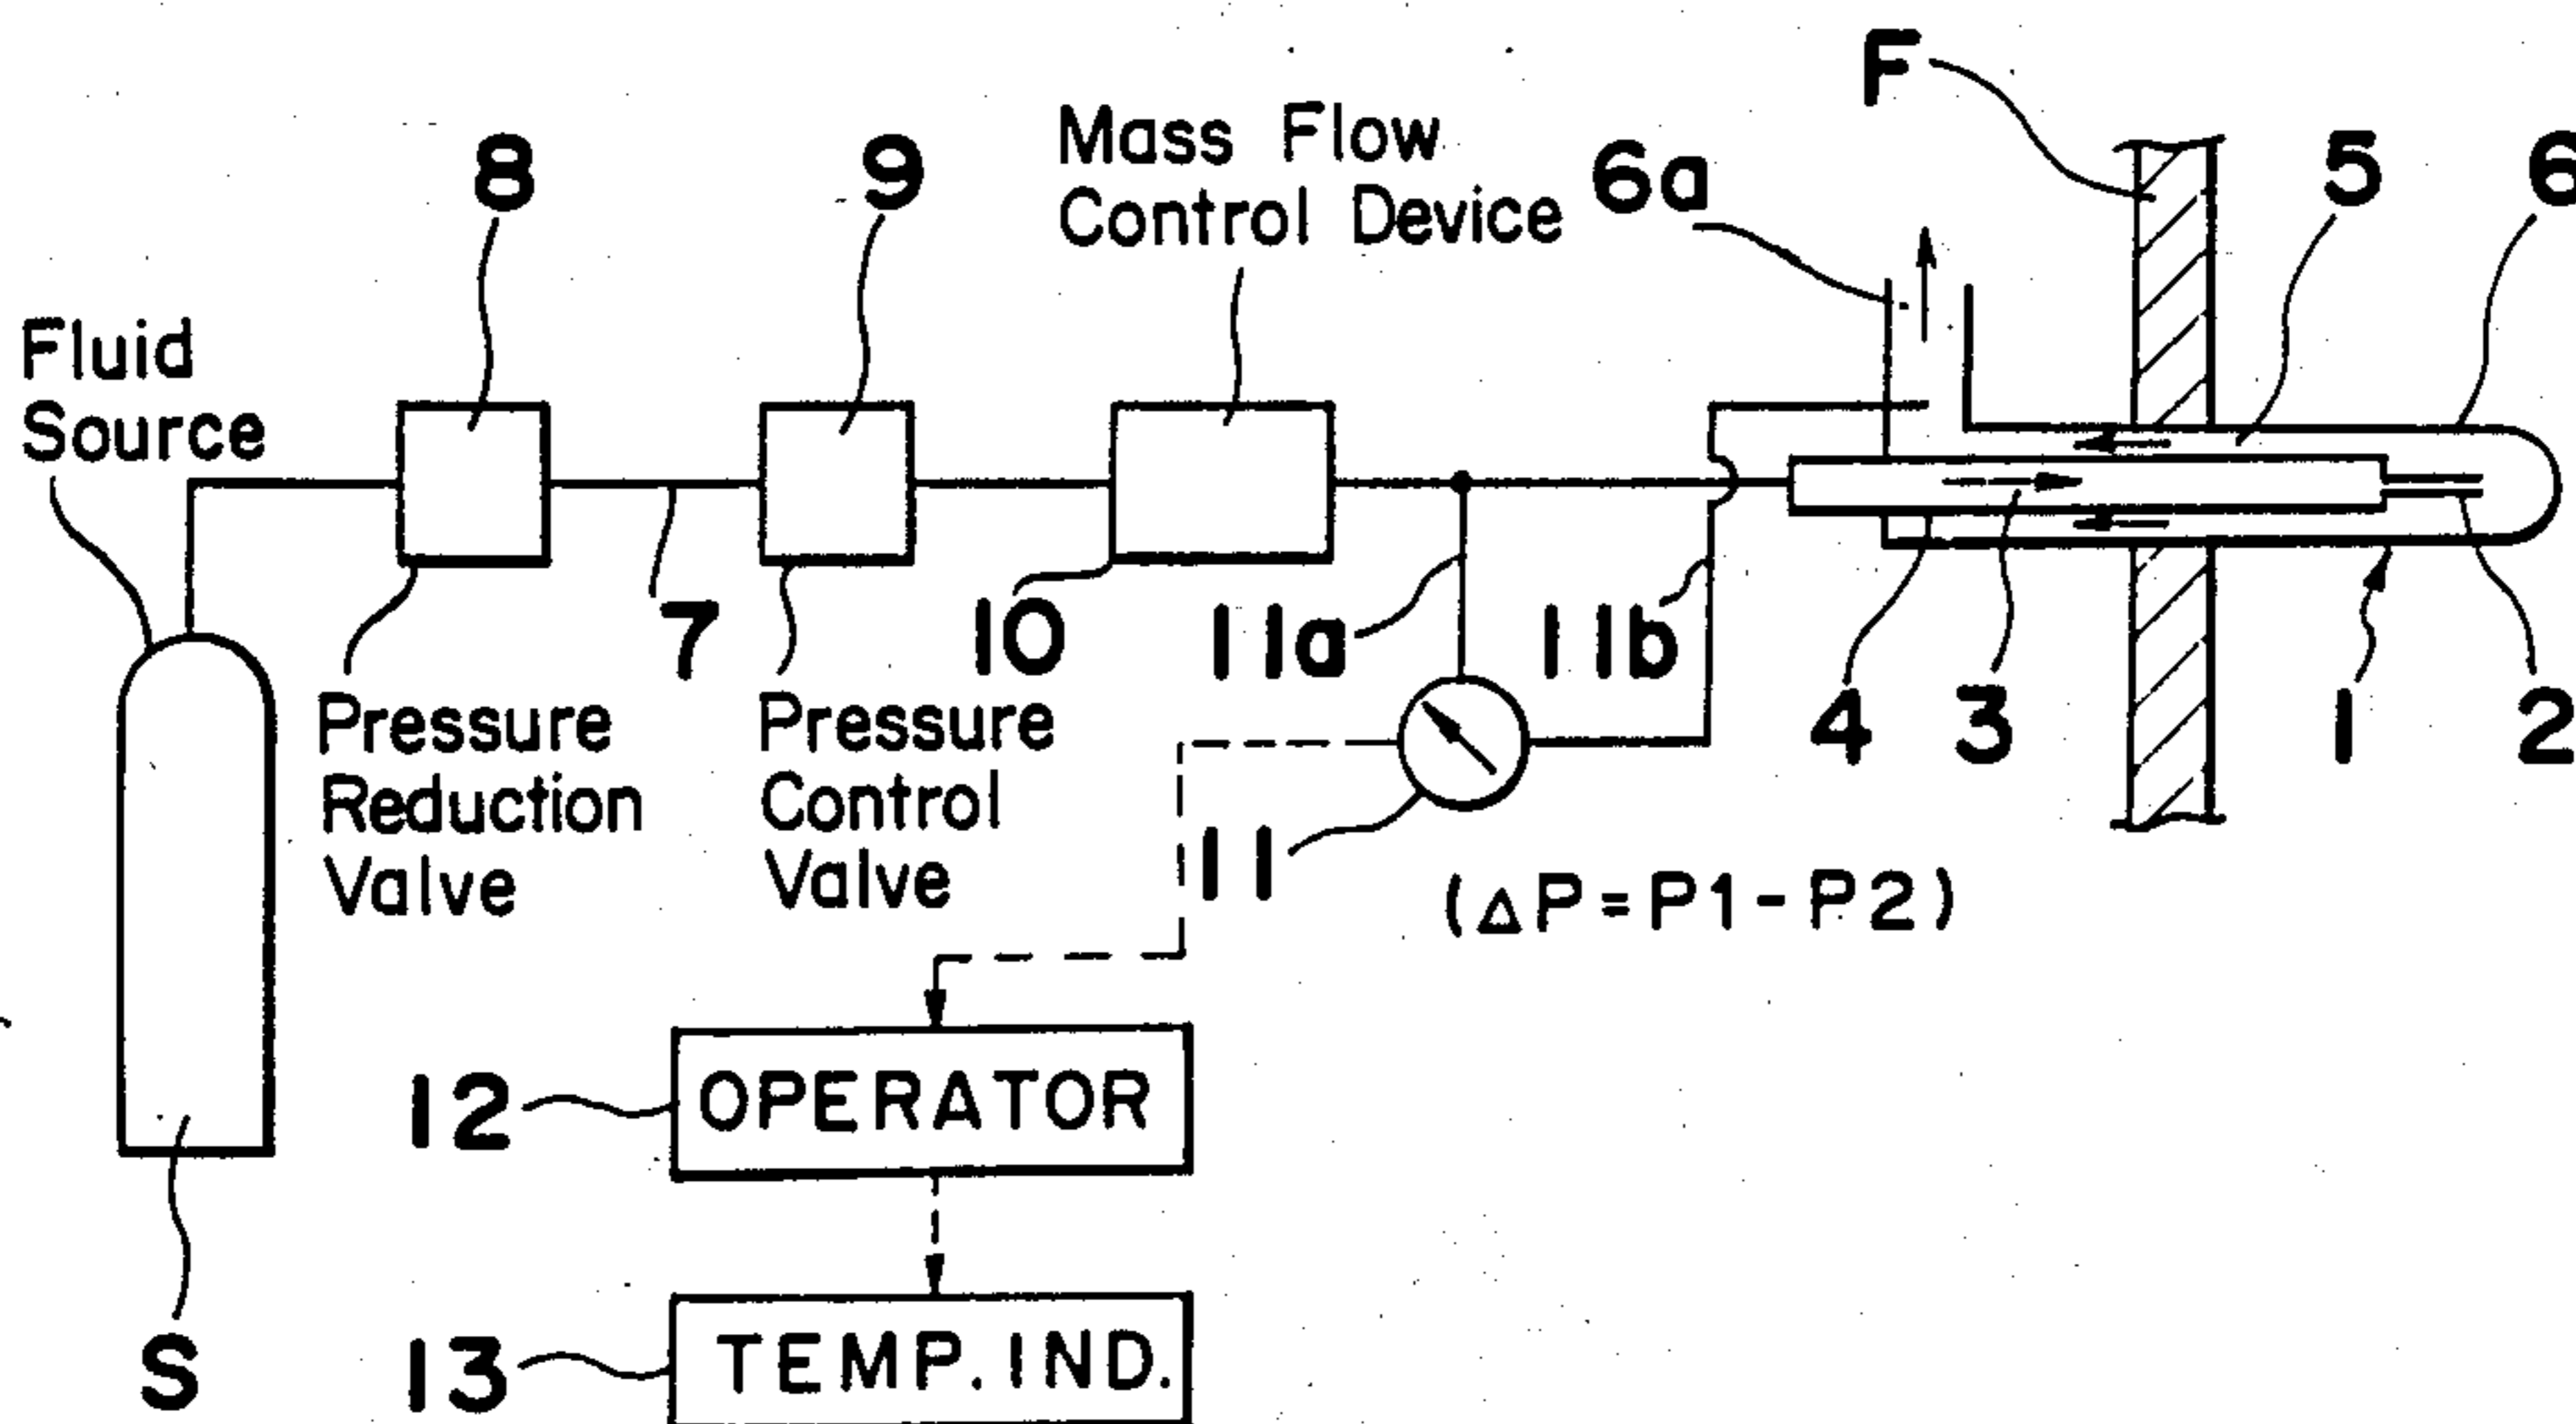 F
Mass Flow
Control Device
8
9
6a
5
6
Fluid
Source
7
10
11a
11b
4
3
1
2
Pressure
Reduction
Valve
Pressure
Control
Valve
11
(ΔP=P1-P2)
12
OPERATOR
S
13
TEMP. IND.